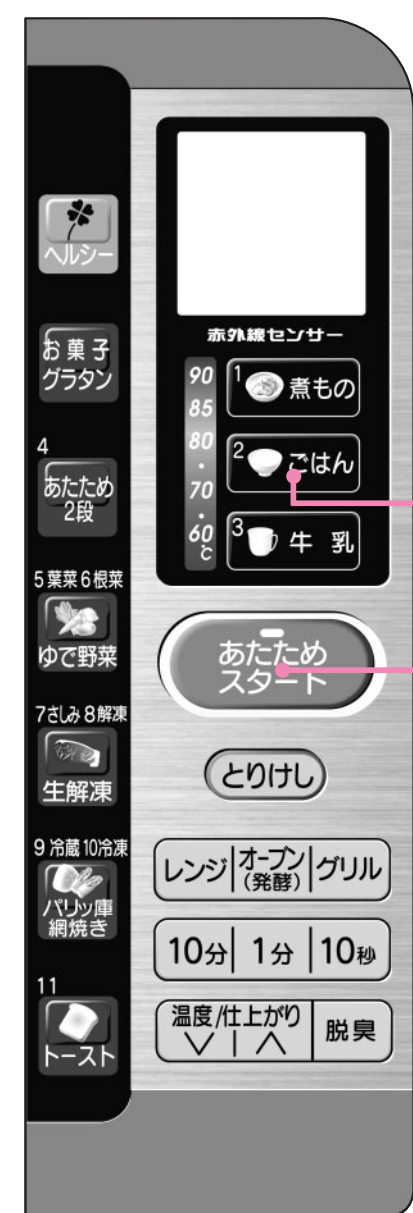 ヘルシー
お菓子
グラタン
4
あたため
2段
5葉菜6根菜
ゆで野菜
7さしみ8解凍
生解凍
9冷蔵10冷凍
パリッ庫
網焼き
11
トースト
赤外線センサー
90
85
80
・
70
・
60
℃
1 煮もの
2 ごはん
3 牛乳
あたため
スタート
とりけし
レンジ オーブン(発酵) グリル
10分 1分 10秒
温度/仕上がり 脱臭